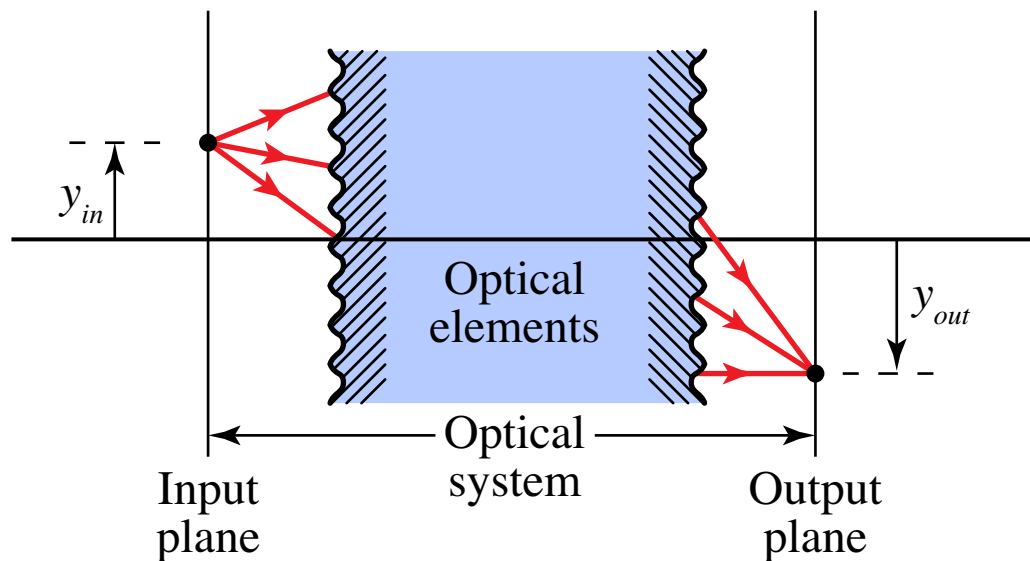 y_in
Optical
elements
y_out
Optical
system
Input
plane
Output
plane